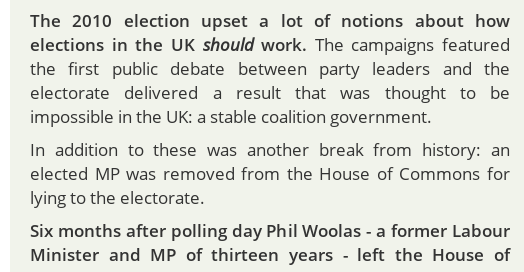 The 2010 election upset a lot of notions about how
elections in the UK should work. The campaigns featured
the first public debate between party leaders and the
electorate delivered a result that was thought to be
impossible in the UK: a stable coalition government.
In addition to these was another break from history: an
elected MP was removed from the House of Commons for
lying to the electorate.
Six months after polling day Phil Woolas - a former Labour
Minister and MP of thirteen years - left the House of